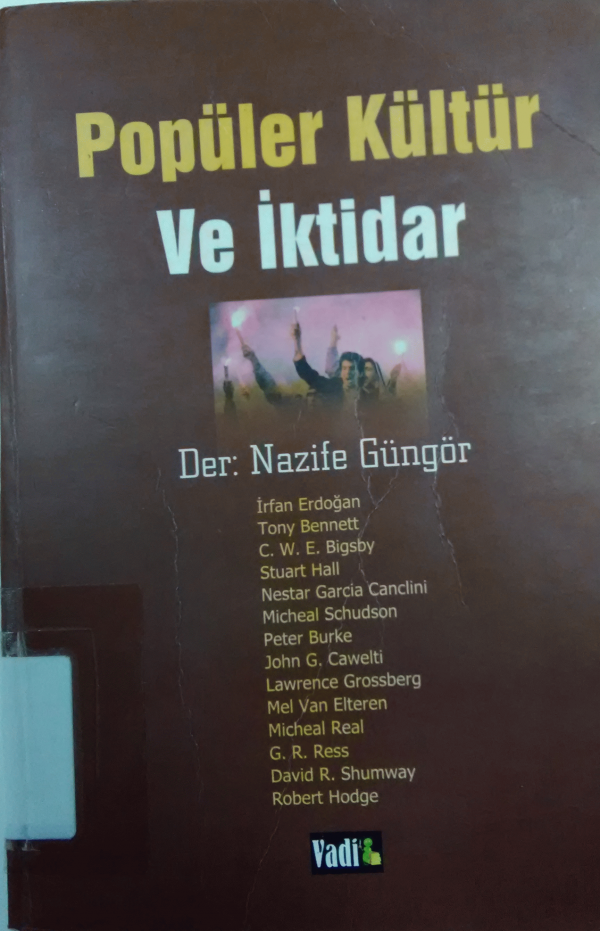 Popüler Kültür
Ve İktidar
Der: Nazife Güngör
İrfan Erdoğan
Tony Bennett
C. W. E. Bigsby
Stuart Hall
Nestar Garcia Canclini
Micheal Schudson
Peter Burke
John G. Cawelti
Lawrence Grossberg
Mel Van Elteren
Micheal Real
G. R. Ress
David R. Shumway
Robert Hodge
Vadi